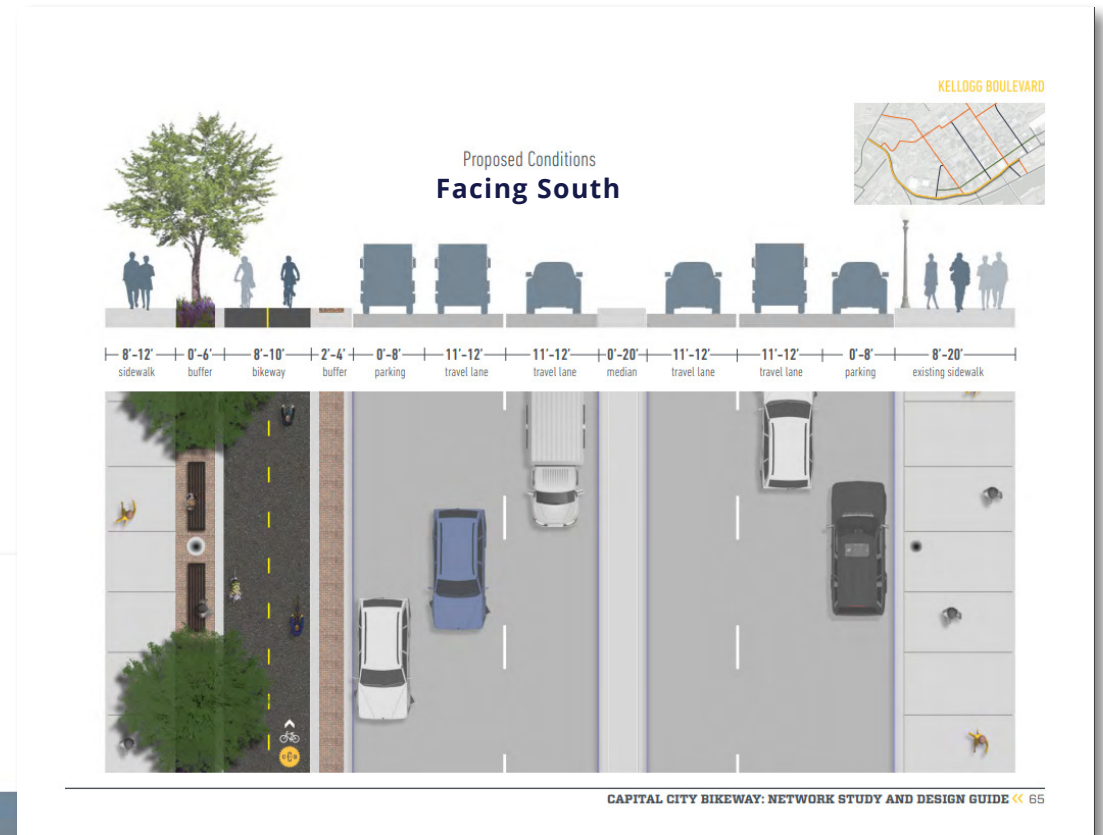 KELLOGG BOULEVARD
Proposed Conditions
Facing South
8’-12’ 0’-6’ 8’-10’ 2’-4’ 0’-8’ 11’-12’ 11’-12’ 0’-20’ 11’-12’ 11’-12’ 0’-8’ 8’-20’
sidewalk buffer bikeway buffer parking travel lane travel lane median travel lane travel lane parking existing sidewalk
CAPITAL CITY BIKEWAY: NETWORK STUDY AND DESIGN GUIDE << 65